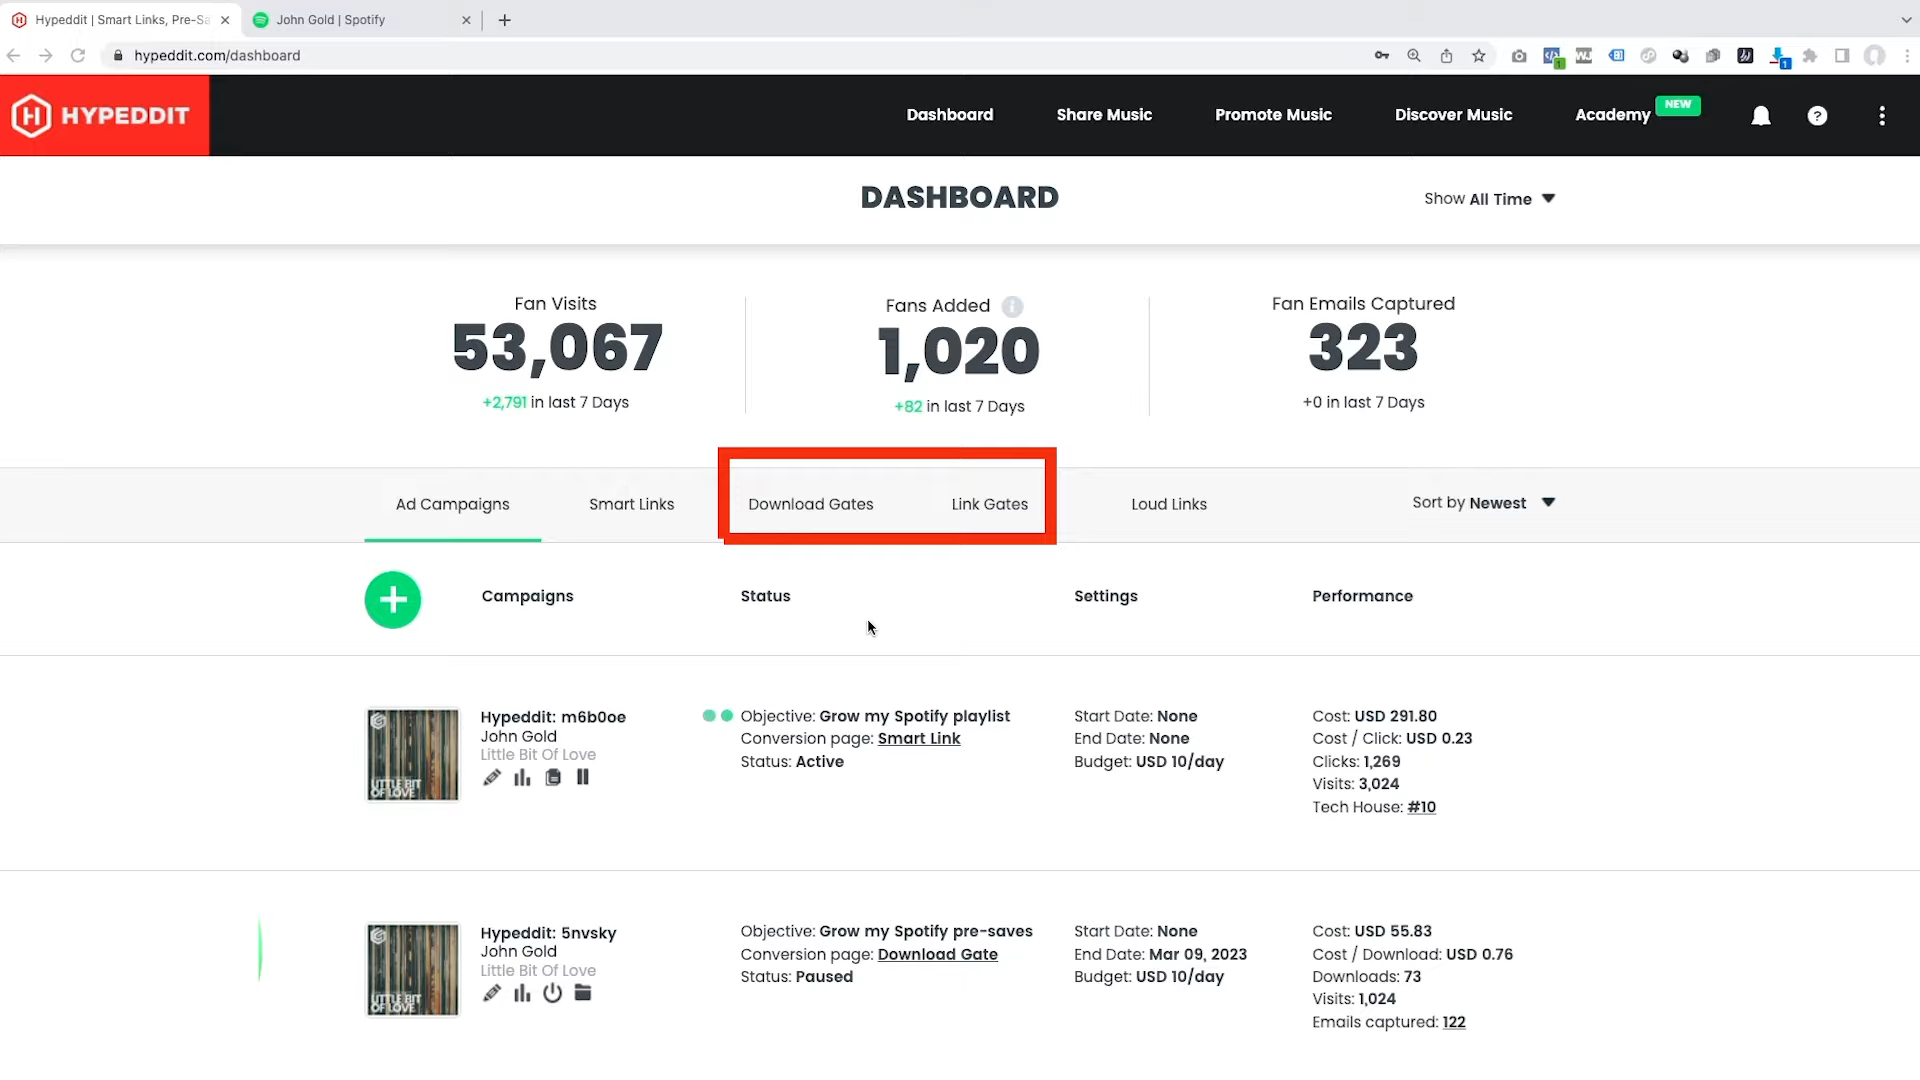 Hypeddit | Smart Links, Pre-Sa
John Gold | Spotify
hypeddit.com/dashboard
HYPEDDIT
Dashboard
Share Music
Promote Music
Discover Music
Academy
NEW
DASHBOARD
Show All Time
Fan Visits
53,067
+2,791 in last 7 Days
Fans Added
1,020
+82 in last 7 Days
Fan Emails Captured
323
+0 in last 7 Days
Ad Campaigns
Smart Links
Download Gates
Link Gates
Loud Links
Sort by Newest
Campaigns
Status
Settings
Performance
LITTLE BIT
OF LOVE
Hypeddit: m6b0oe
John Gold
Little Bit Of Love
Objective: Grow my Spotify playlist
Conversion page: Smart Link
Status: Active
Start Date: None
End Date: None
Budget: USD 10/day
Cost: USD 291.80
Cost / Click: USD 0.23
Clicks: 1,269
Visits: 3,024
Tech House: #10
LITTLE BIT
OF LOVE
Hypeddit: 5nvsky
John Gold
Little Bit Of Love
Objective: Grow my Spotify pre-saves
Conversion page: Download Gate
Status: Paused
Start Date: None
End Date: Mar 09, 2023
Budget: USD 10/day
Cost: USD 55.83
Cost / Download: USD 0.76
Downloads: 73
Visits: 1,024
Emails captured: 122